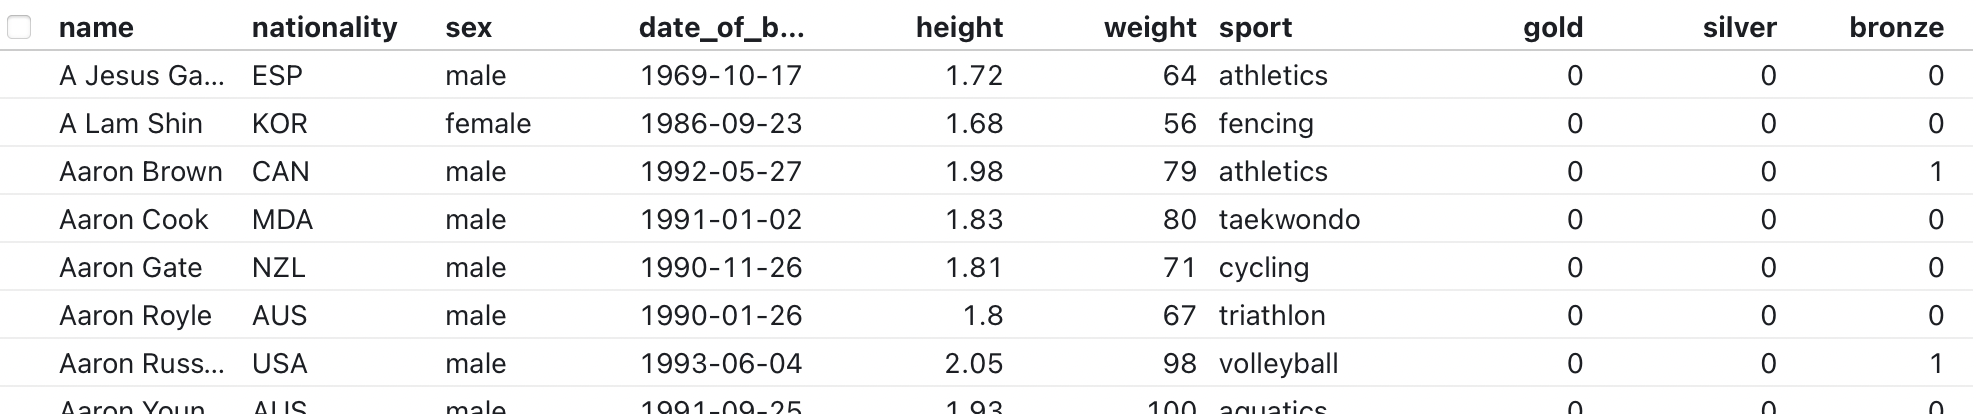 name nationality sex date_of_b... height weight sport gold silver bronze
A Jesus Ga... ESP male 1969-10-17 1.72 64 athletics 0 0 0
A Lam Shin KOR female 1986-09-23 1.68 56 fencing 0 0 0
Aaron Brown CAN male 1992-05-27 1.98 79 athletics 0 0 1
Aaron Cook MDA male 1991-01-02 1.83 80 taekwondo 0 0 0
Aaron Gate NZL male 1990-11-26 1.81 71 cycling 0 0 0
Aaron Royle AUS male 1990-01-26 1.8 67 triathlon 0 0 0
Aaron Russ... USA male 1993-06-04 2.05 98 volleyball 0 0 1
Aaron Youn... AUS male 1991-09-25 1.93 100 aquatics 0 0 0